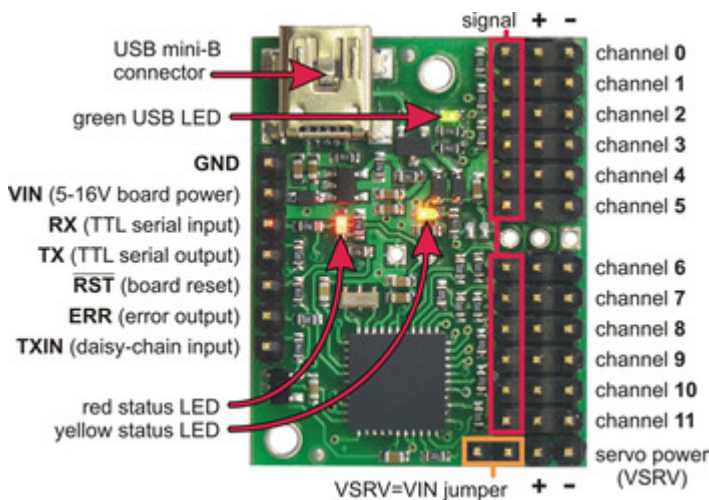 signal + −
USB mini-B
connector
green USB LED
GND
VIN (5-16V board power)
RX (TTL serial input)
TX (TTL serial output)
RST (board reset)
ERR (error output)
TXIN (daisy-chain input)
red status LED
yellow status LED
channel 0
channel 1
channel 2
channel 3
channel 4
channel 5
channel 6
channel 7
channel 8
channel 9
channel 10
channel 11
servo power
(VSRV)
VSRV=VIN jumper + −